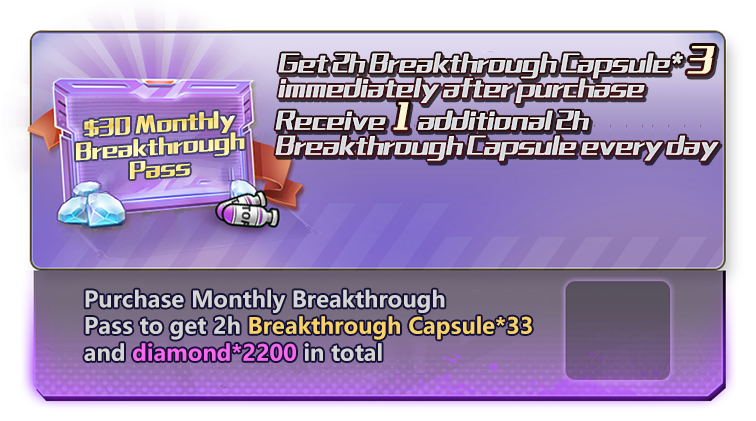 Get 2h Breakthrough Capsule* 3
immediately after purchase
Receive 1 additional 2h
Breakthrough Capsule every day
$30 Monthly
Breakthrough
Pass
TOP
Purchase Monthly Breakthrough
Pass to get 2h Breakthrough Capsule*33
and diamond*2200 in total